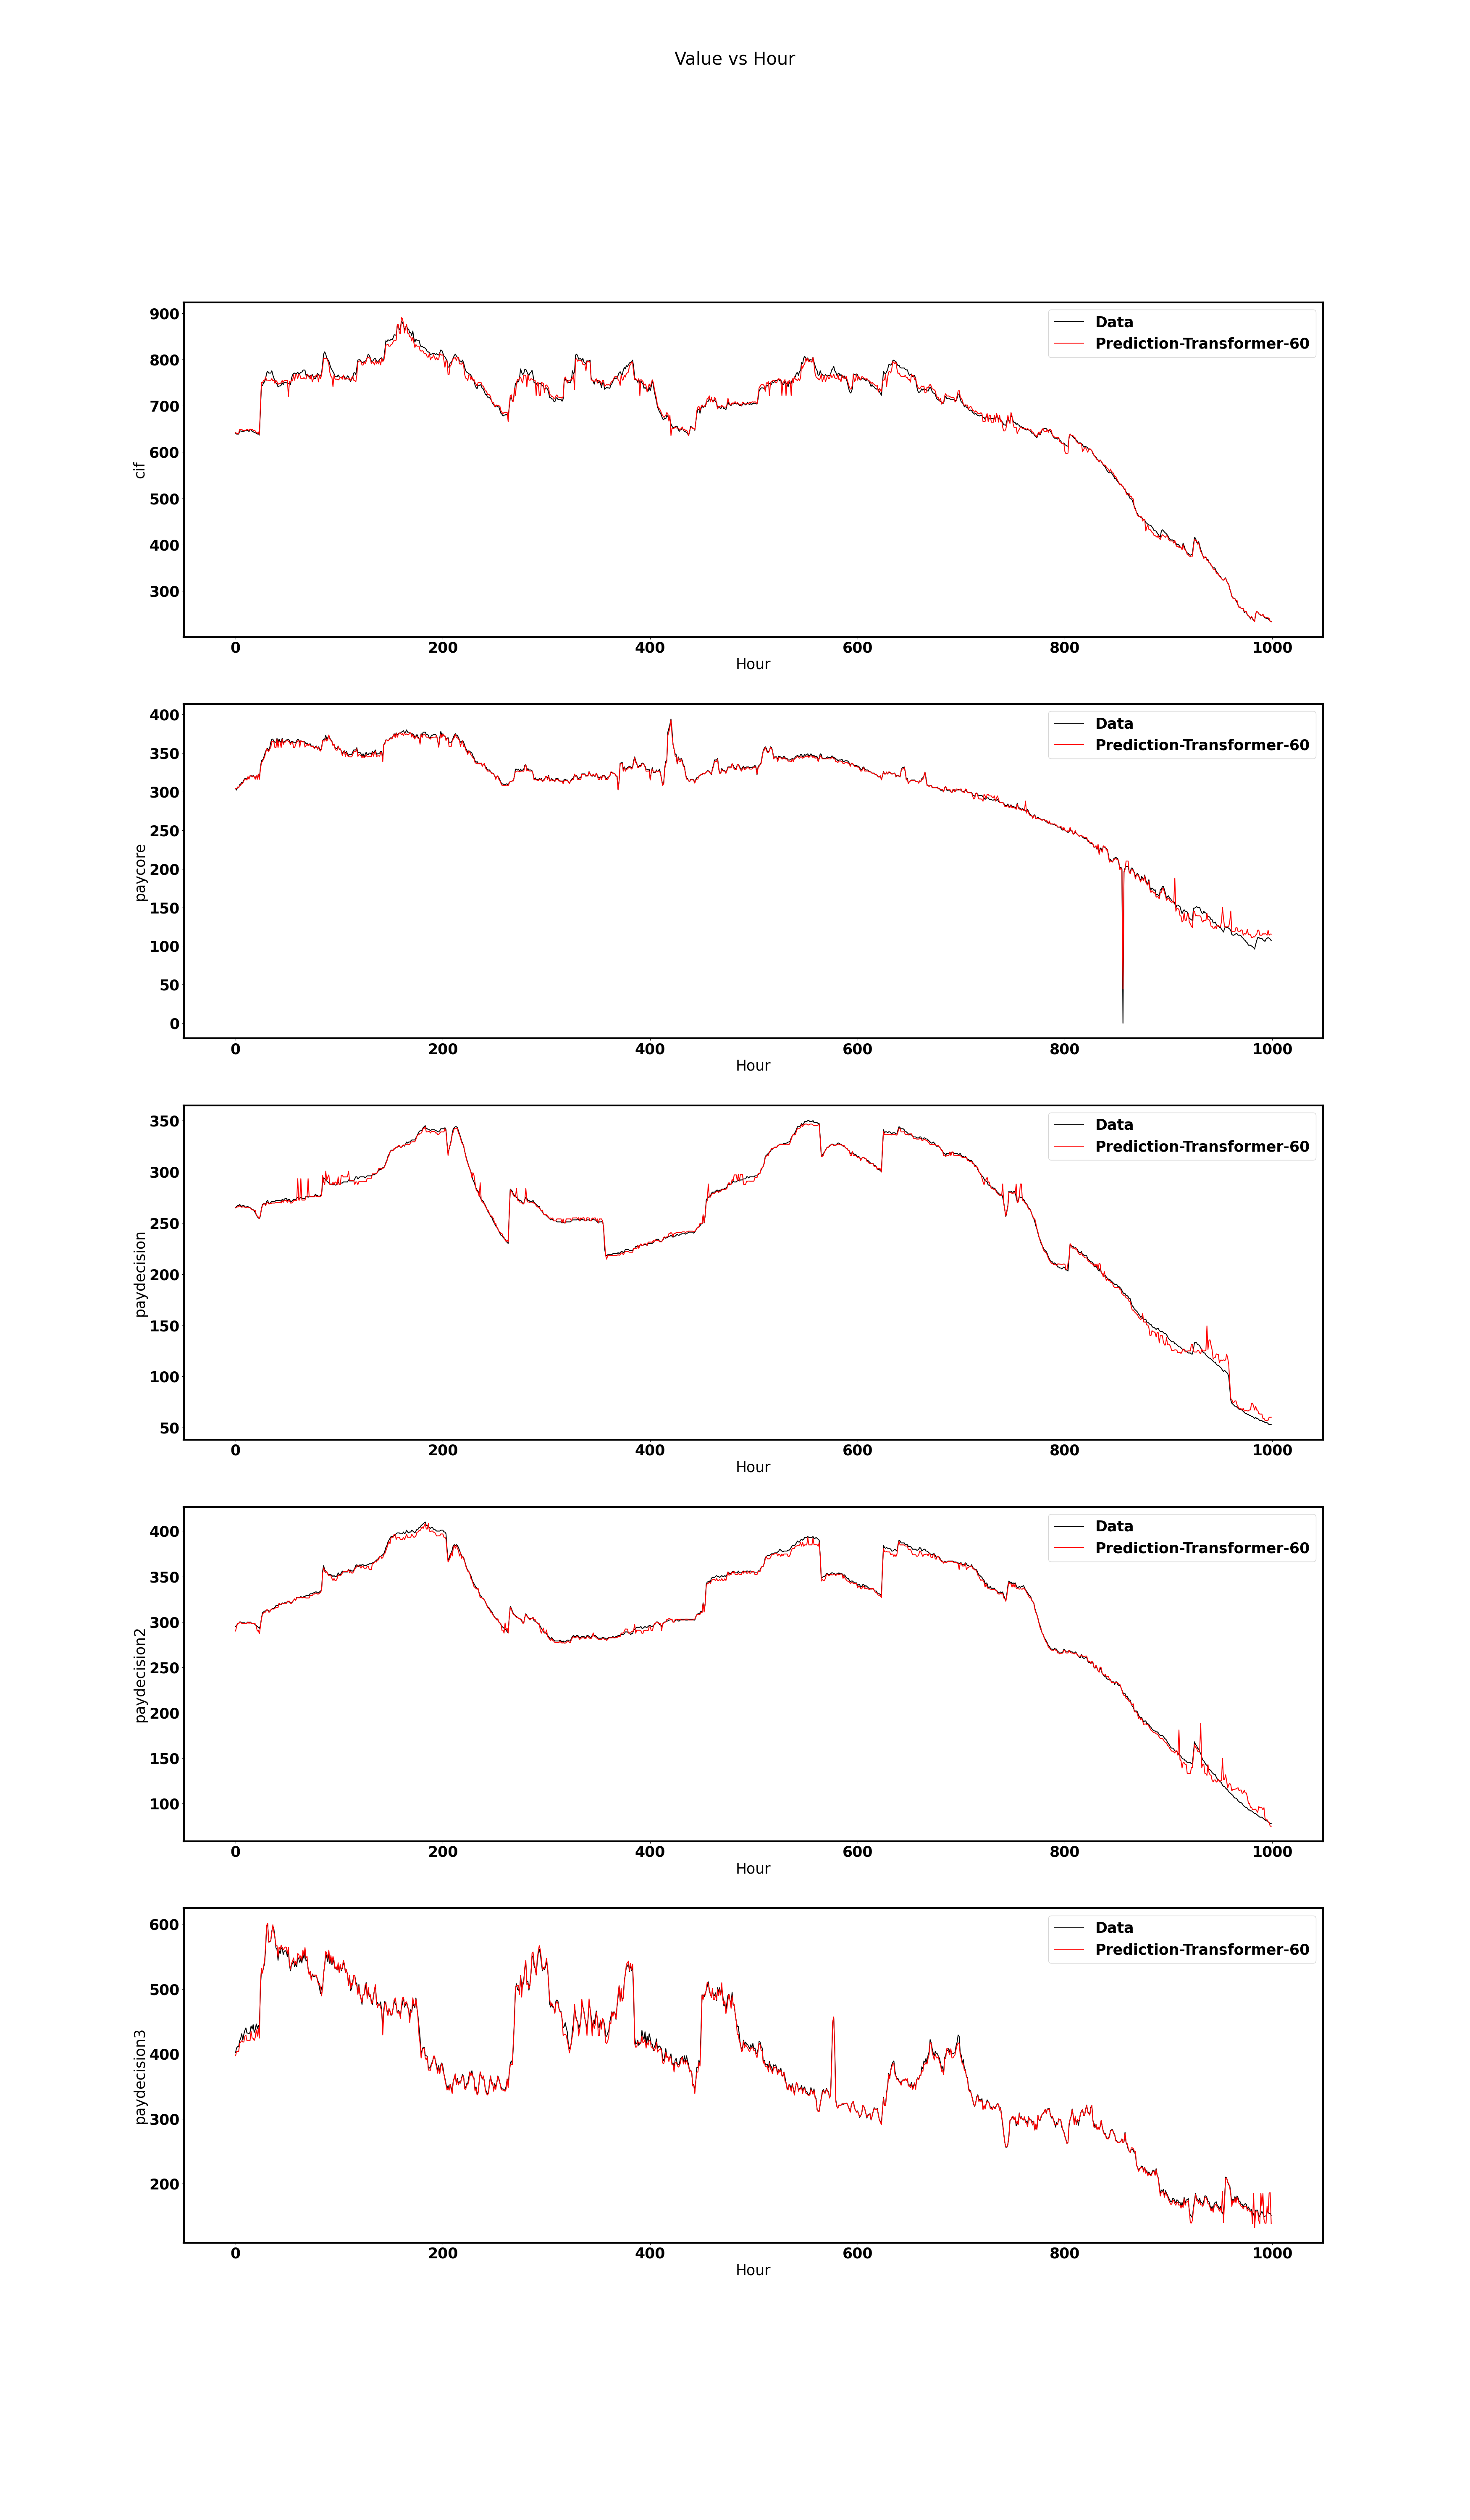 Value vs Hour
900
800
700
600
500
400
300
cif
Data
Prediction-Transformer-60
0 200 400 600 800 1000
Hour
400
350
300
250
200
150
100
50
0
paycore
Data
Prediction-Transformer-60
0 200 400 600 800 1000
Hour
350
300
250
200
150
100
50
paydecision
Data
Prediction-Transformer-60
0 200 400 600 800 1000
Hour
400
350
300
250
200
150
100
paydecision2
Data
Prediction-Transformer-60
0 200 400 600 800 1000
Hour
600
500
400
300
200
paydecision3
Data
Prediction-Transformer-60
0 200 400 600 800 1000
Hour